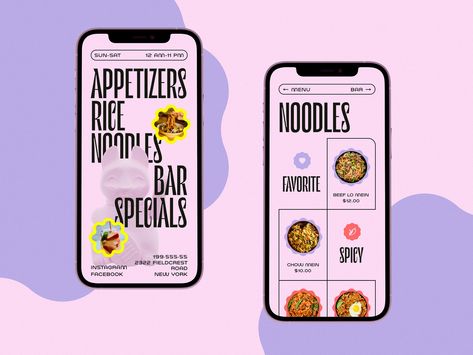 SUN-SAT 12 AM-11 PM
APPETIZERS
RICE
NOODLES
BAR
SPECIALS
199-555-55
INSTAGRAM 2322 FIELDCREST
FACEBOOK ROAD
NEW YORK
← MENU BAR →
NOODLES
FAVORITE
BEEF LO MEIN
$12.00
CHOW MEIN
$10.00
SPICY